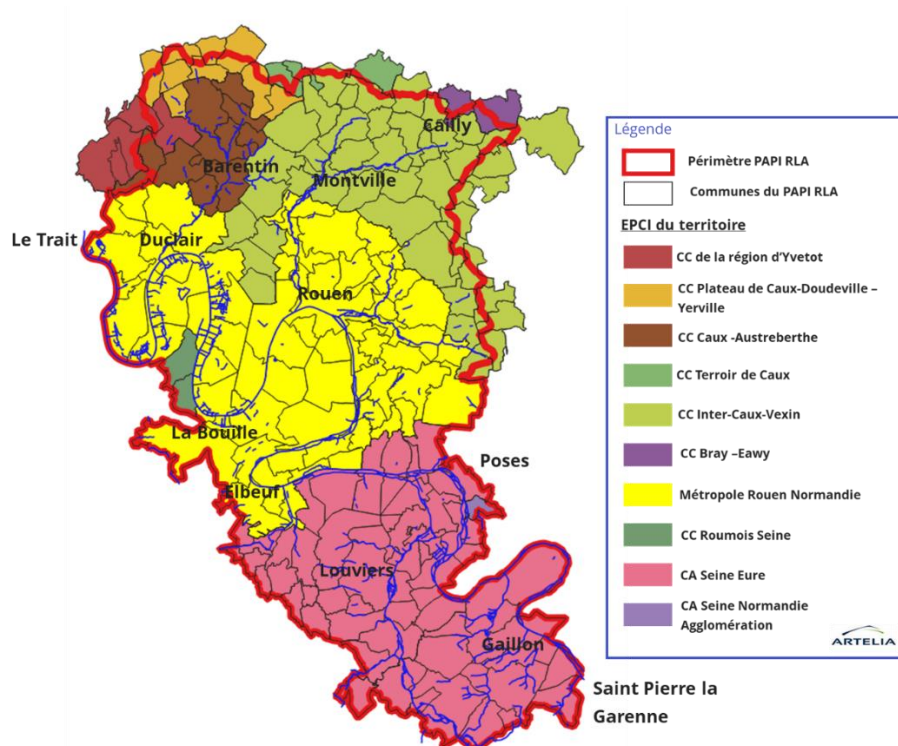 Cailly
Barentin
Montville
Le Trait
Duclair
Rouen
La Bouille
Poses
Elbeuf
Louviers
Gaillon
Saint Pierre la
Garenne
Légende
Périmètre PAPI RLA
Communes du PAPI RLA
EPCI du territoire
CC de la région d'Yvetot
CC Plateau de Caux-Doudeville –
Yerville
CC Caux -Austreberthe
CC Terroir de Caux
CC Inter-Caux-Vexin
CC Bray –Eawy
Métropole Rouen Normandie
CC Roumois Seine
CA Seine Eure
CA Seine Normandie
Agglomération
ARTELIA